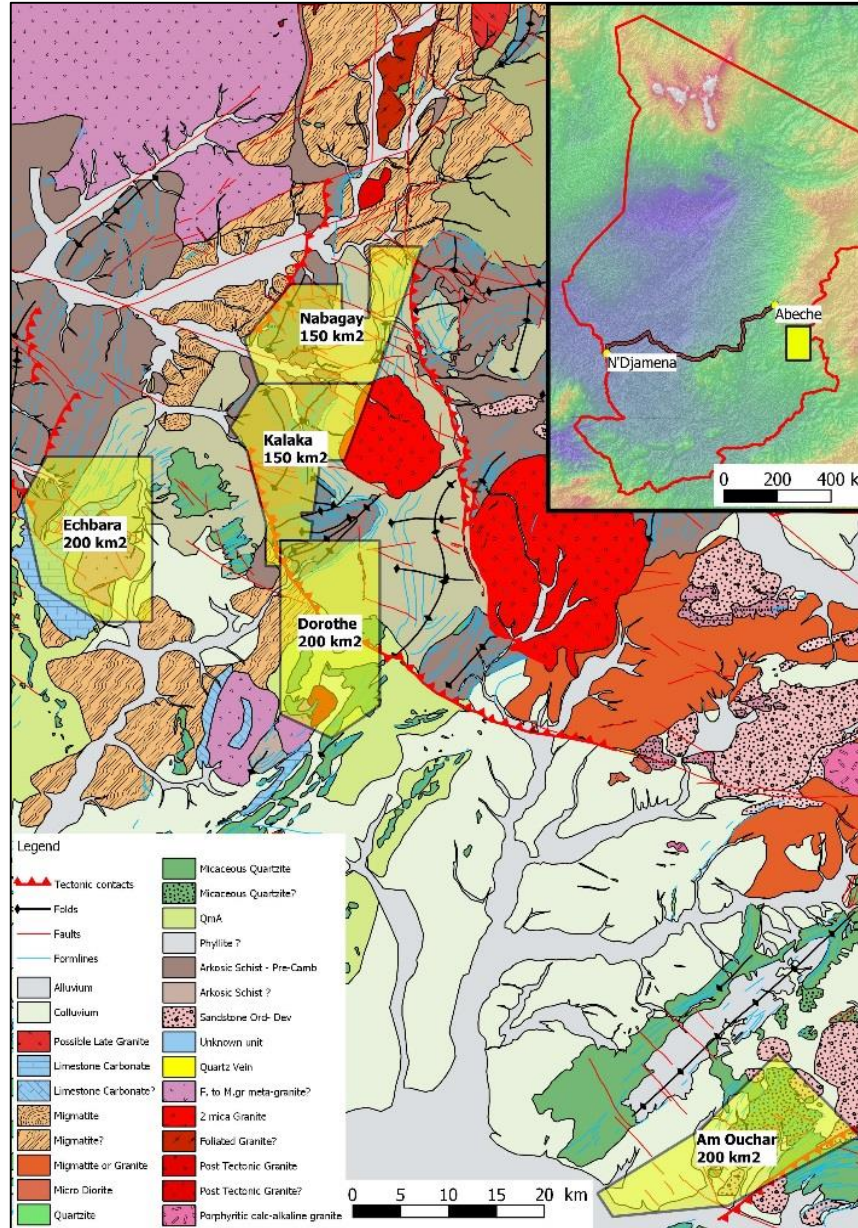 Abeche
N'Djamena
0 200 400 k
Nabagay
150 km2
Kalaka
150 km2
Echbara
200 km2
Dorothe
200 km2
Am Ouchar
200 km2
Legend
Tectonic contacts
Folds
Faults
Formlines
Alluvium
Colluvium
Possible Late Granite
Limestone Carbonate
Limestone Carbonate?
Migmatite
Migmatite?
Migmatite or Granite
Micro Diorite
Quartzite
Micaceous Quartzite
Micaceous Quartzite?
QmA
Phyllite ?
Arkosic Schist - Pre-Camb
Arkosic Schist ?
Sandstone Ord- Dev
Unknown unit
Quartz Vein
F. to M.gr meta-granite?
2 mica Granite
Foliated Granite?
Post Tectonic Granite
Post Tectonic Granite?
Porphyritic calc-alkaline granite
0 5 10 15 20 km